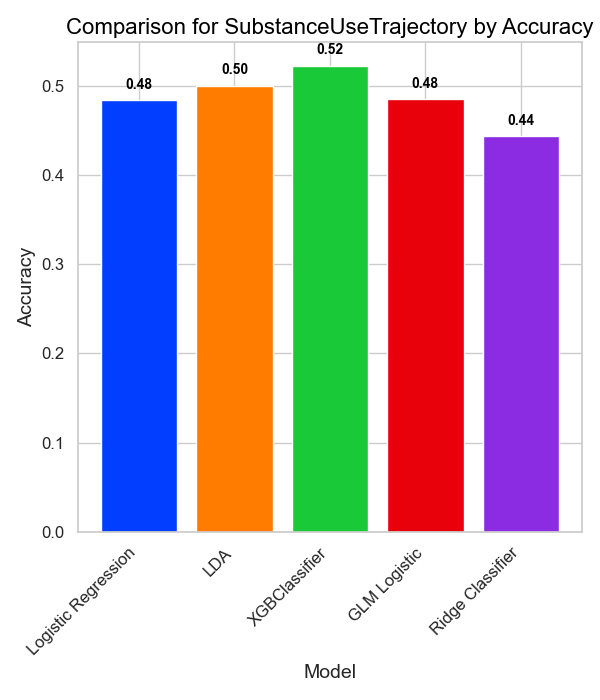 Comparison for SubstanceUseTrajectory by Accuracy
0.52
0.50
0.48
0.48
0.44
0.5
0.4
0.3
0.2
0.1
0.0
Accuracy
Logistic Regression
LDA
XGBClassifier
GLM Logistic
Ridge Classifier
Model